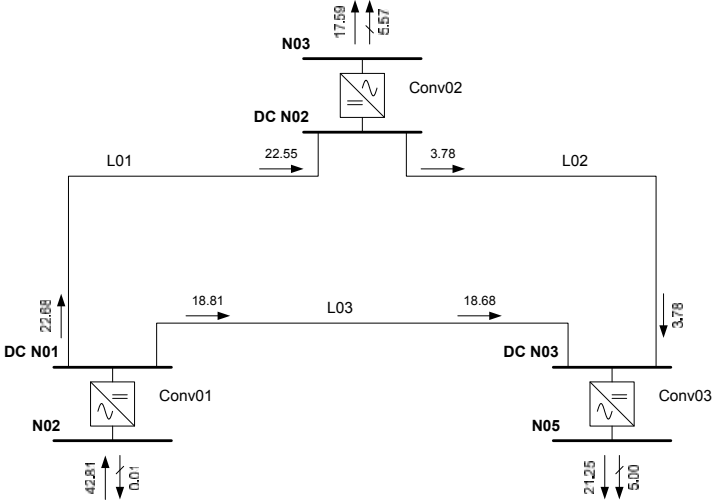 17.59
5.57
N03
Conv02
DC N02
L01
22.55
3.78
L02
22.68
18.81
L03
18.68
3.78
DC N01
DC N03
Conv01
Conv03
N02
N05
42.81
0.01
21.25
5.00